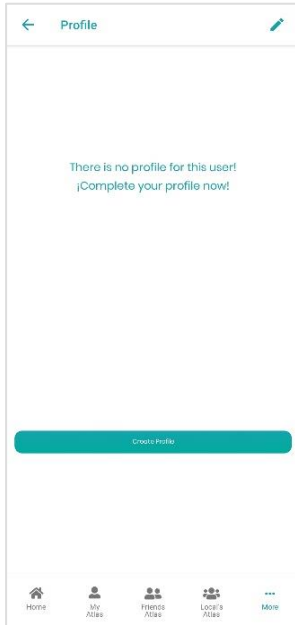 Profile
There is no profile for this user!
¡Complete your profile now!
Create Profile
Home
My
Atlas
Friends
Atlas
Local's
Atlas
More